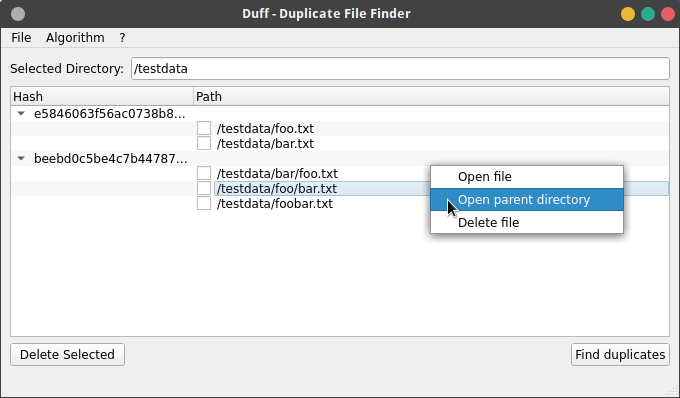 Duff - Duplicate File Finder
File Algorithm ?
Selected Directory: /testdata
Hash Path
e5846063f56ac0738b8...
/testdata/foo.txt
/testdata/bar.txt
beebd0c5be4c7b44787...
/testdata/bar/foo.txt
/testdata/foo/bar.txt
/testdata/foobar.txt
Open file
Open parent directory
Delete file
Delete Selected Find duplicates